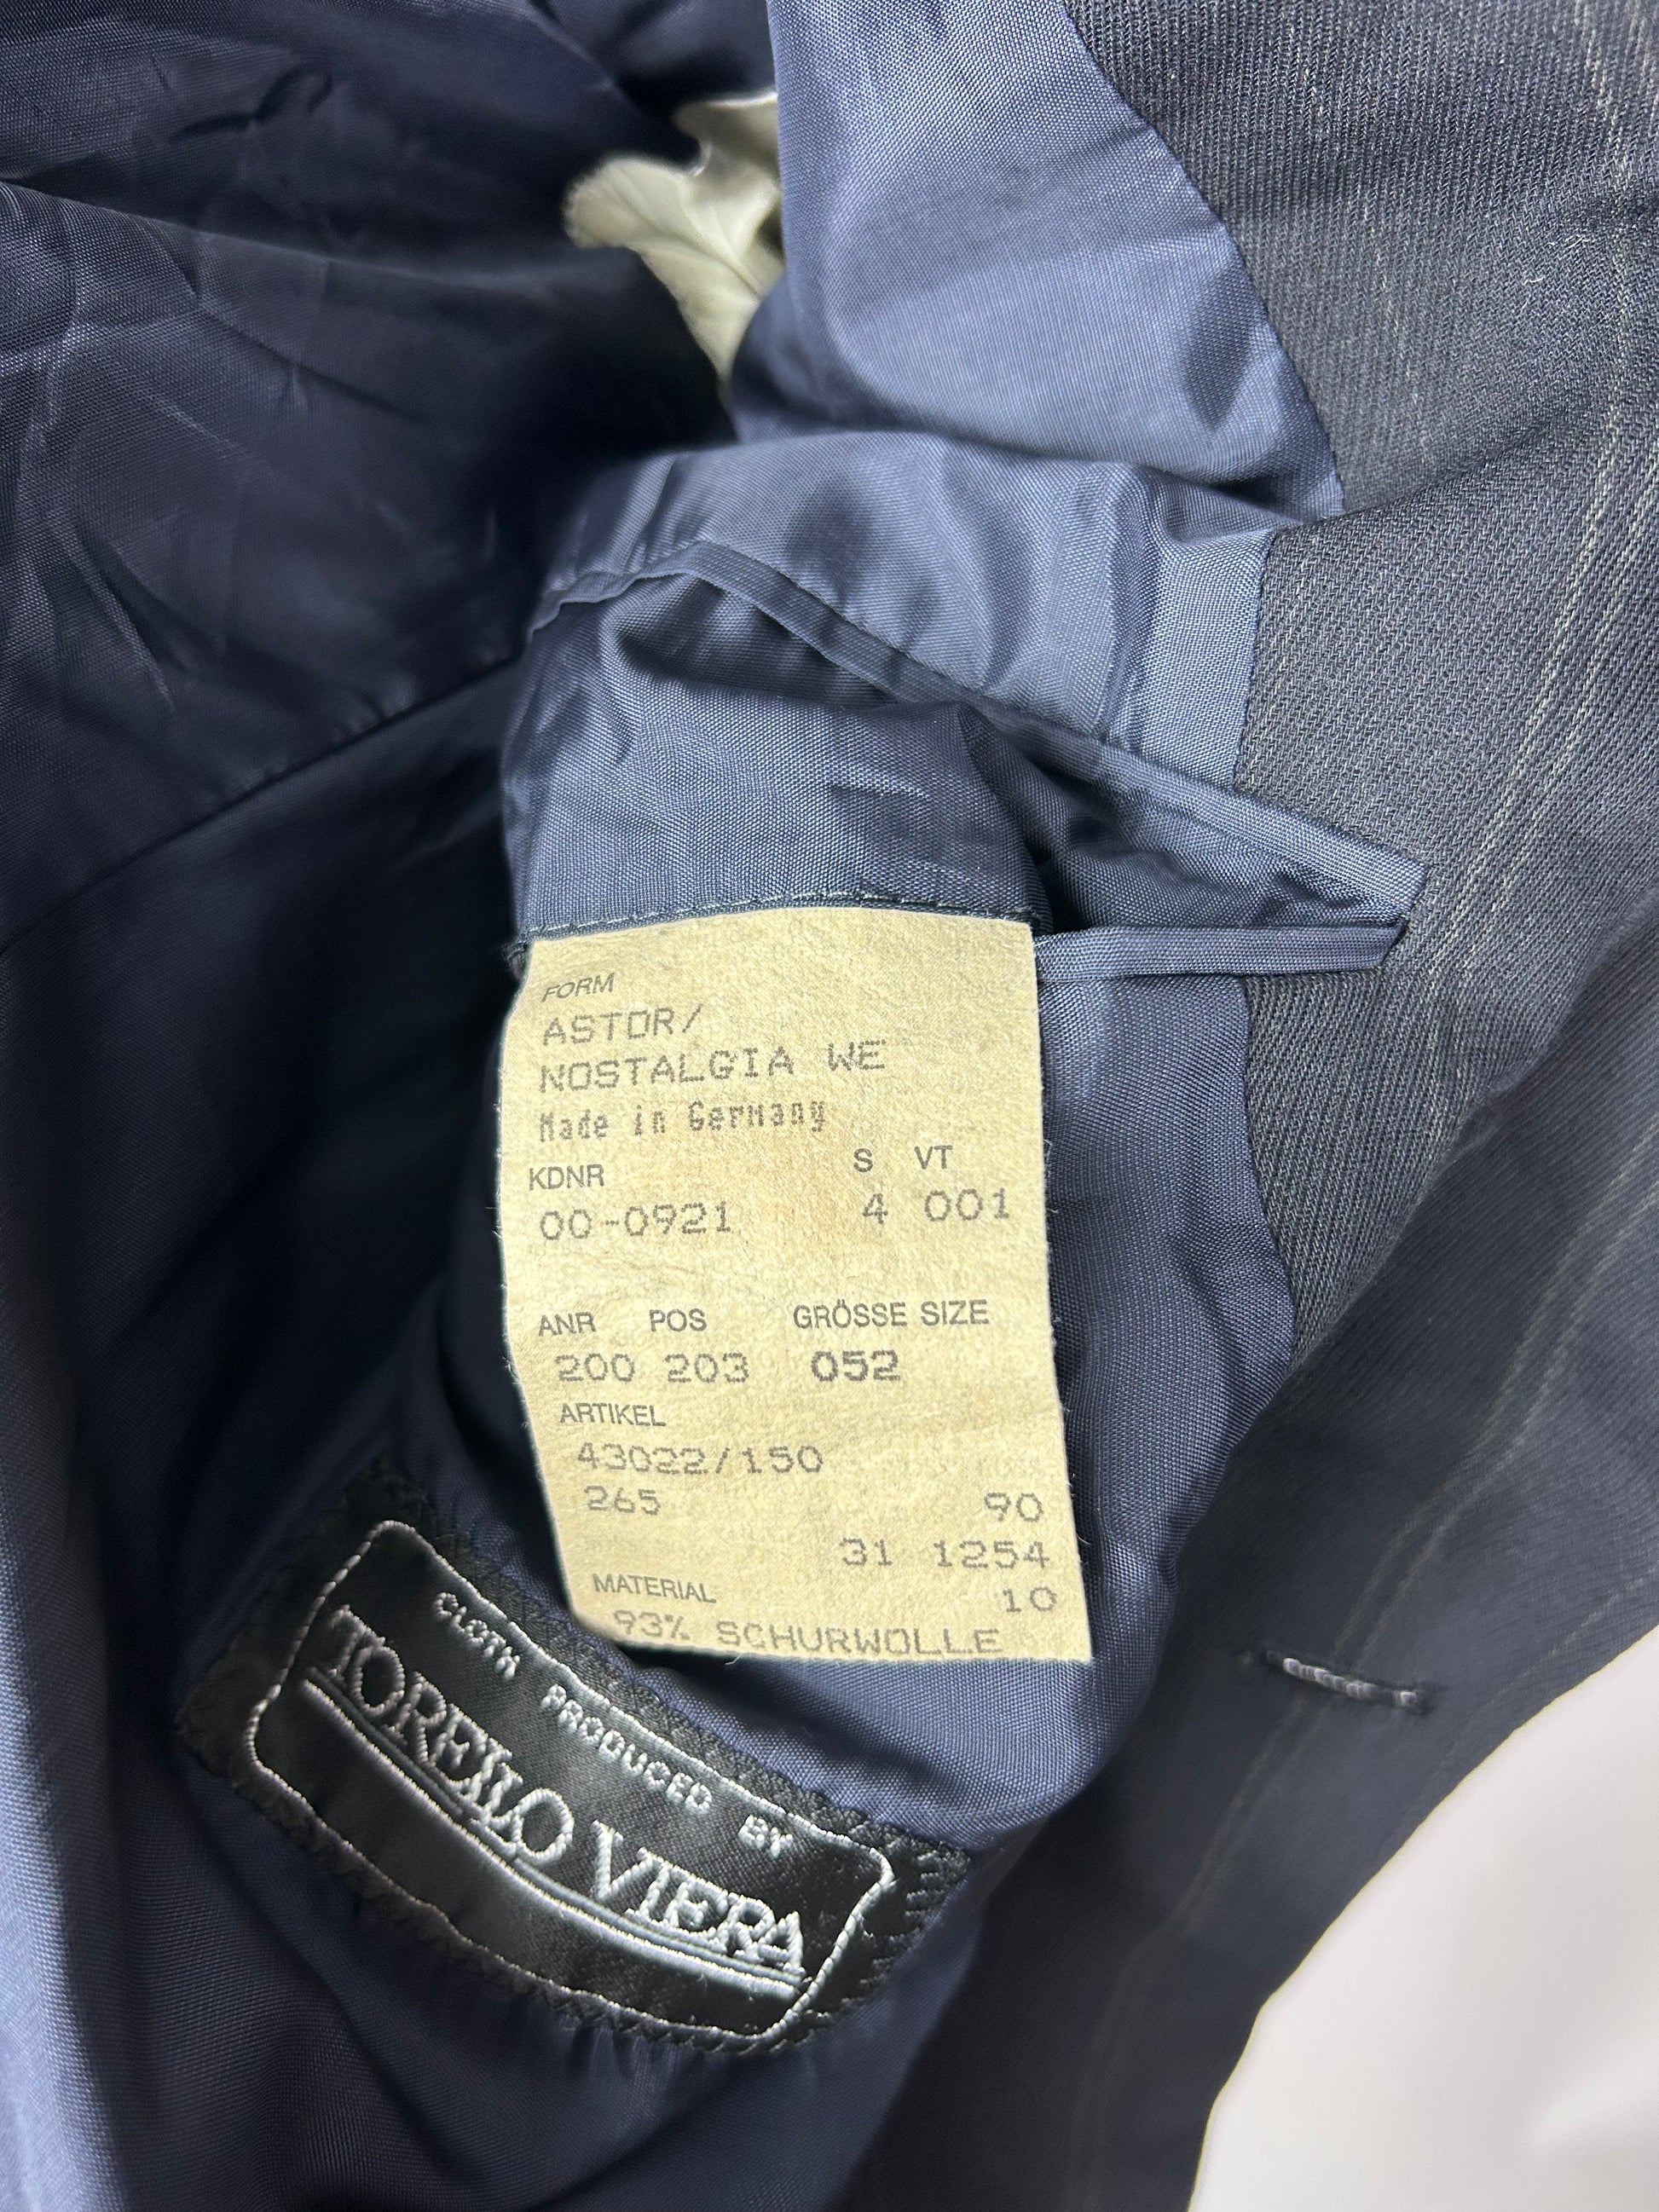 FORM
ASTOR/
NOSTALGIA WE
Made in Germany
KDNR S VT
00-0921 4 001
ANR POS GRÖSSE SIZE
200 203 052
ARTIKEL
43022/150
265 90
31 1254
MATERIAL 10
93% SCHURWOLLE
CLOTH PRODUCED BY
TORELLO VIERA